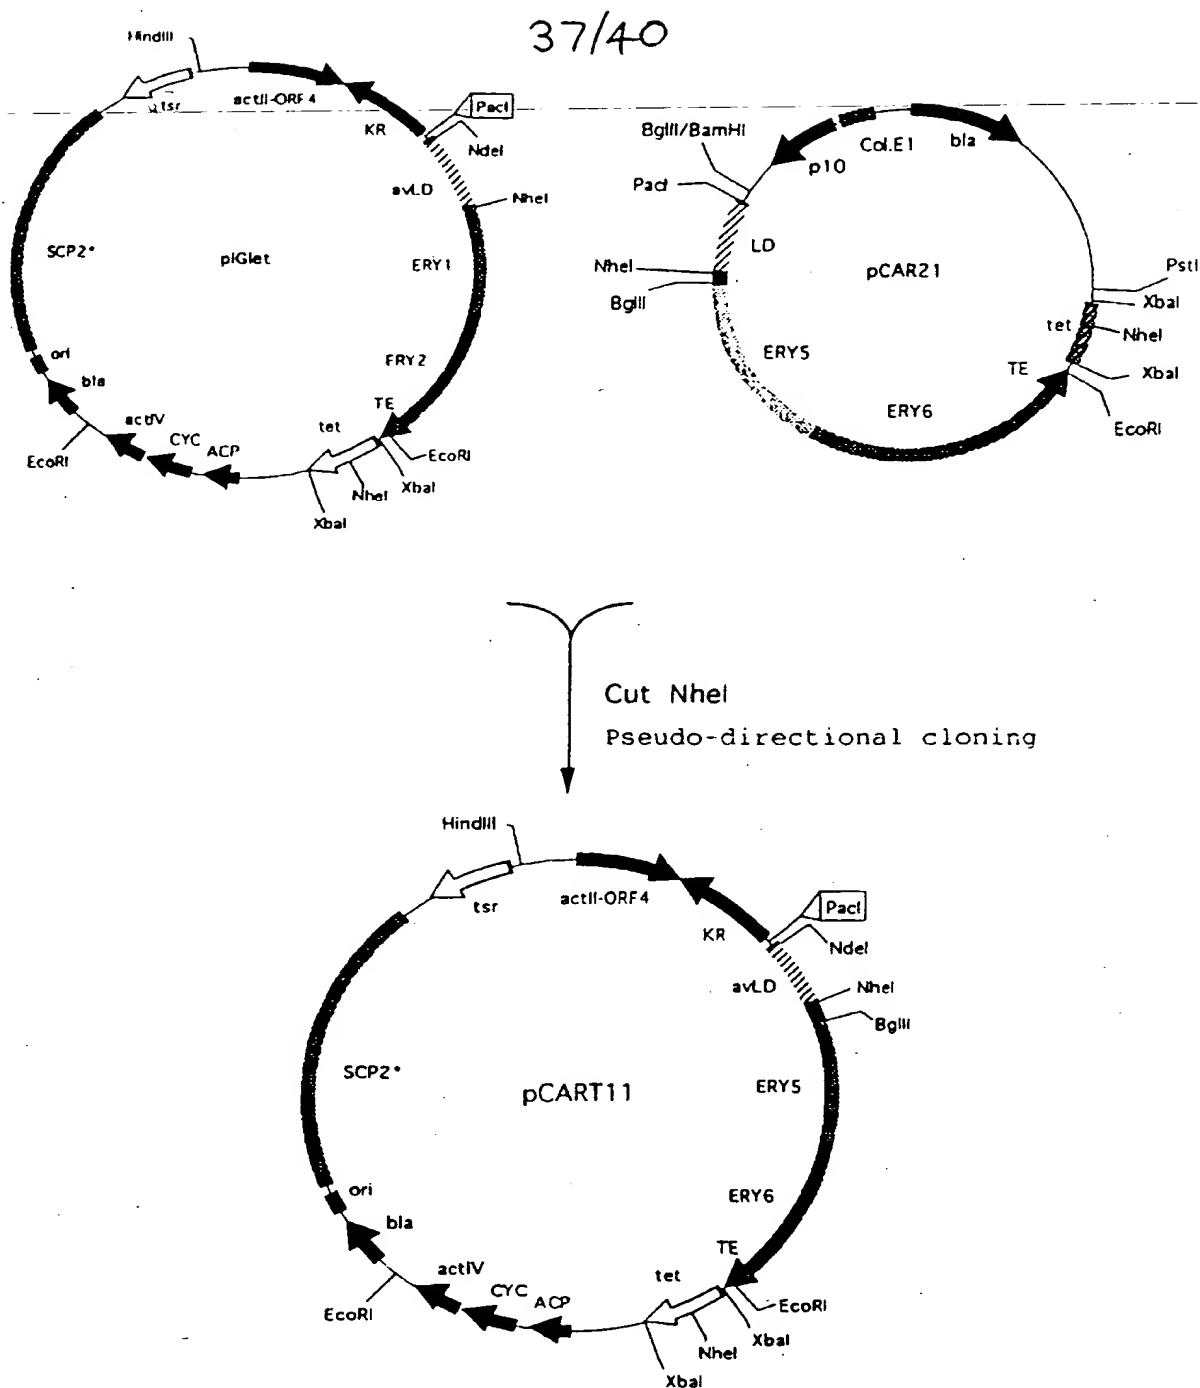 37/40
HindIII
tsr
actII-ORF4
KR
PacI
NdeI
avLD
NheI
SCP2*
pIGlet
ERY1
ERY2
TE
ori
bla
actIV
CYC
ACP
tet
EcoRI
EcoRI
XbaI
NheI
XbaI
BglII/BamHI
p10
Col.E1
bla
PacI
LD
pCAR21
NheI
BglII
PstI
XbaI
tet
NheI
TE
XbaI
EcoRI
ERY5
ERY6
Cut NheI
Pseudo-directional cloning
HindIII
tsr
actII-ORF4
KR
PacI
NdeI
avLD
NheI
BglII
SCP2*
pCART11
ERY5
ERY6
TE
ori
bla
actIV
CYC
ACP
tet
EcoRI
EcoRI
XbaI
NheI
XbaI